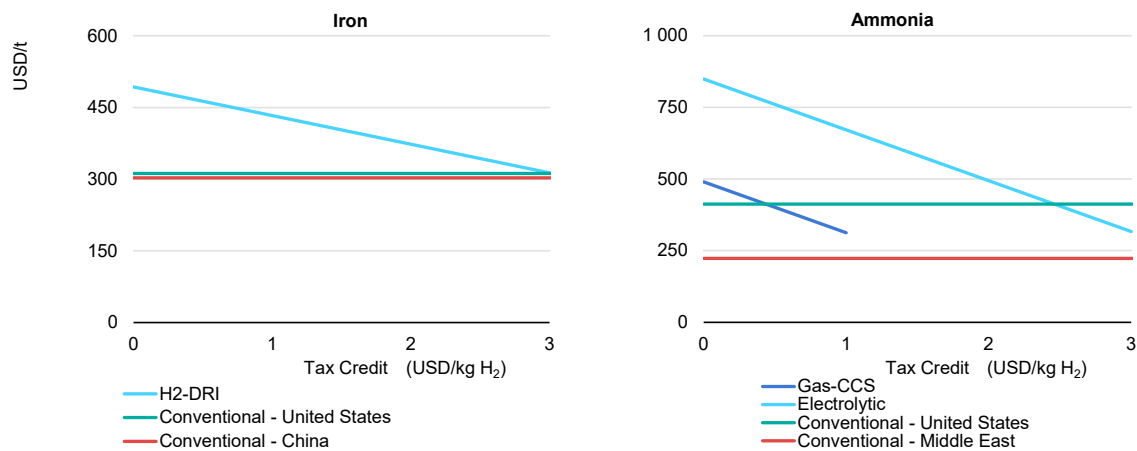 Iron
USD/t
600
450
300
150
0
0 1 2 3
Tax Credit (USD/kg H₂)
H2-DRI
Conventional - United States
Conventional - China
Ammonia
1 000
750
500
250
0
0 1 2 3
Tax Credit (USD/kg H₂)
Gas-CCS
Electrolytic
Conventional - United States
Conventional - Middle East